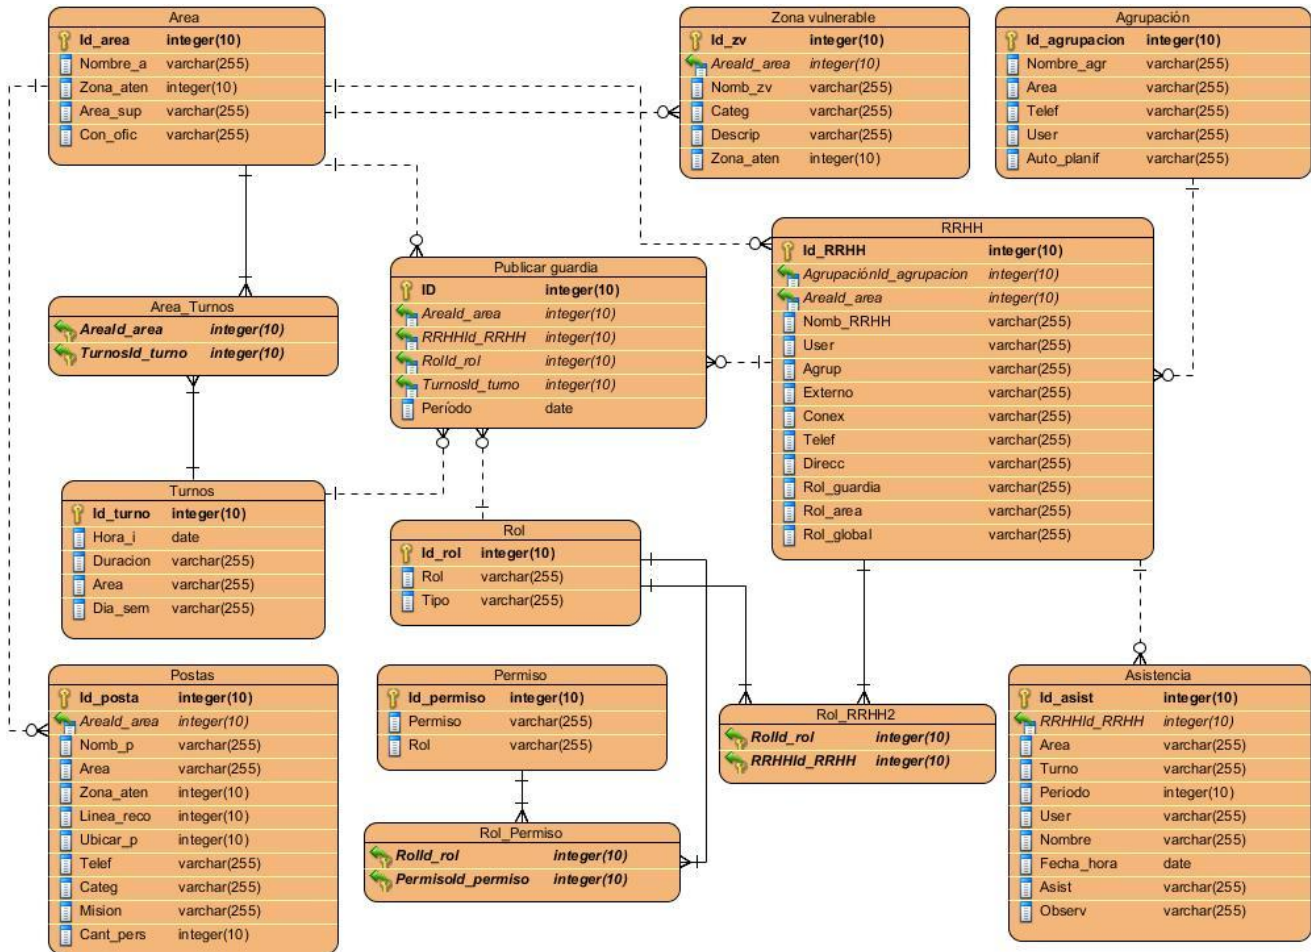 Area
Id_area integer(10)
Nombre_a varchar(255)
Zona_aten integer(10)
Area_sup varchar(255)
Con_ofic varchar(255)
Zona vulnerable
Id_zv integer(10)
AreaId_area integer(10)
Nomb_zv varchar(255)
Categ varchar(255)
Descrip varchar(255)
Zona_aten integer(10)
Agrupación
Id_agrupacion integer(10)
Nombre_agr varchar(255)
Area varchar(255)
Telef varchar(255)
User varchar(255)
Auto_planif varchar(255)
Publicar guardia
ID integer(10)
AreaId_area integer(10)
RRHHId_RRHH integer(10)
RolId_rol integer(10)
TurnosId_turno integer(10)
Período date
RRHH
Id_RRHH integer(10)
AgrupaciónId_agrupacion integer(10)
AreaId_area integer(10)
Nomb_RRHH varchar(255)
User varchar(255)
Agrup varchar(255)
Externo varchar(255)
Conex varchar(255)
Telef varchar(255)
Direcc varchar(255)
Rol_guardia varchar(255)
Rol_area varchar(255)
Rol_global varchar(255)
Area_Turnos
AreaId_area integer(10)
TurnosId_turno integer(10)
Turnos
Id_turno integer(10)
Hora_i date
Duracion varchar(255)
Area varchar(255)
Dia_sem varchar(255)
Rol
Id_rol integer(10)
Rol varchar(255)
Tipo varchar(255)
Postas
Id_posta integer(10)
AreaId_area integer(10)
Nomb_p varchar(255)
Area varchar(255)
Zona_aten integer(10)
Linea_reco integer(10)
Ubicar_p integer(10)
Telef varchar(255)
Categ varchar(255)
Mision varchar(255)
Cant_pers integer(10)
Permiso
Id_permiso integer(10)
Permiso varchar(255)
Rol varchar(255)
Rol_Permiso
RolId_rol integer(10)
PermisoId_permiso integer(10)
Rol_RRHH2
RolId_rol integer(10)
RRHHId_RRHH integer(10)
Asistencia
Id_asist integer(10)
RRHHId_RRHH integer(10)
Area varchar(255)
Turno varchar(255)
Periodo integer(10)
User varchar(255)
Nombre varchar(255)
Fecha_hora date
Asist varchar(255)
Observ varchar(255)